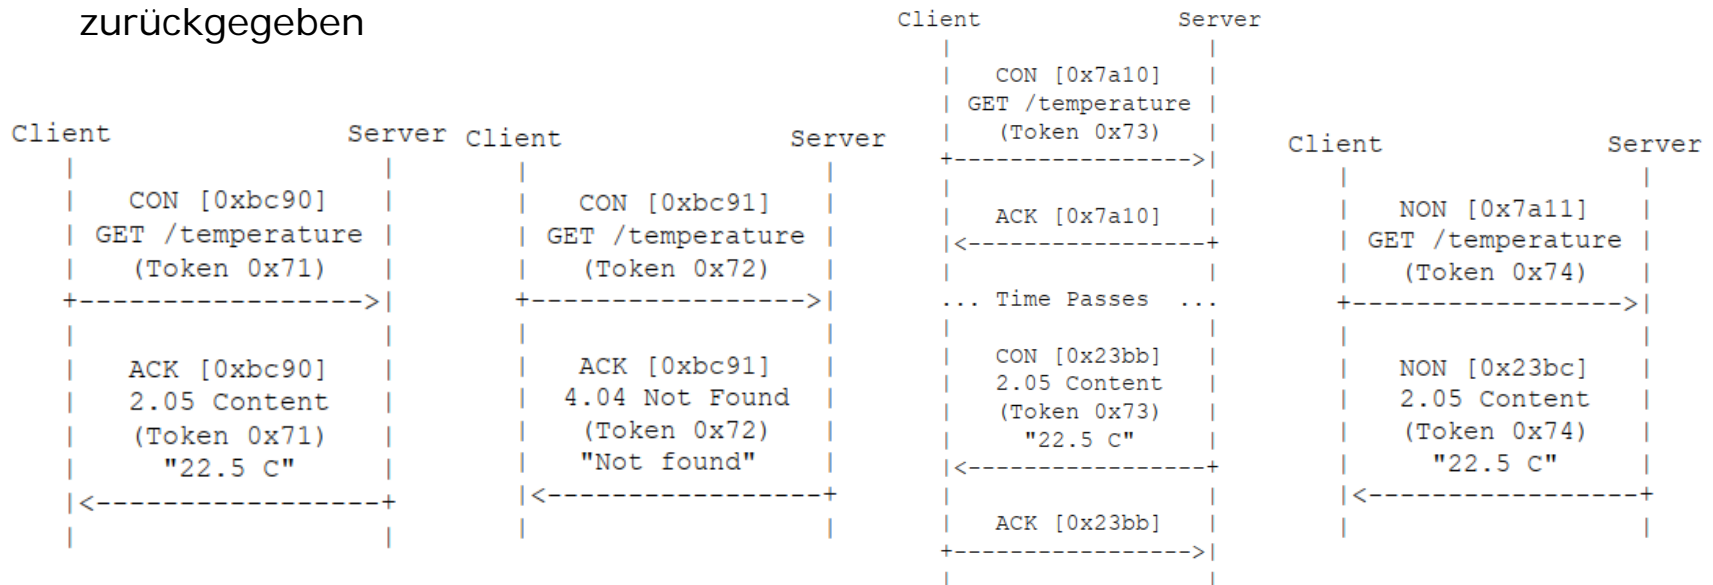 zurückgegeben
Client Server
| |
| CON [0xbc90] |
| GET /temperature |
| (Token 0x71) |
+----------------->|
| |
| ACK [0xbc90] |
| 2.05 Content |
| (Token 0x71) |
| "22.5 C" |
|<-----------------+
| |
Client Server
| |
| CON [0xbc91] |
| GET /temperature |
| (Token 0x72) |
+----------------->|
| |
| ACK [0xbc91] |
| 4.04 Not Found |
| (Token 0x72) |
| "Not found" |
|<-----------------+
| |
Client Server
| |
| CON [0x7a10] |
| GET /temperature |
| (Token 0x73) |
+----------------->|
| |
| ACK [0x7a10] |
|<-----------------+
| |
... Time Passes ...
| |
| CON [0x23bb] |
| 2.05 Content |
| (Token 0x73) |
| "22.5 C" |
|<-----------------+
| |
| ACK [0x23bb] |
+----------------->|
| |
Client Server
| |
| NON [0x7a11] |
| GET /temperature |
| (Token 0x74) |
+----------------->|
| |
| NON [0x23bc] |
| 2.05 Content |
| (Token 0x74) |
| "22.5 C" |
|<-----------------+
| |